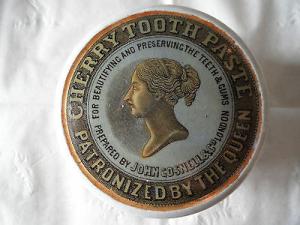 CHERRY TOOTH PASTE
PATRONIZED BY THE QUEEN
FOR BEAUTIFYING AND PRESERVING THE TEETH & GUMS
PREPARED BY JOHN GOSNELL & CO LONDON